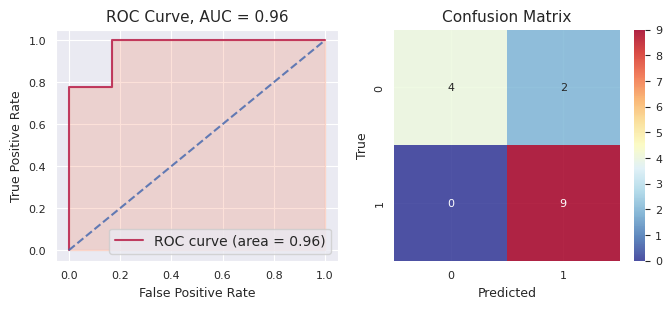 ROC Curve, AUC = 0.96
True Positive Rate
1.0
0.8
0.6
0.4
0.2
0.0
ROC curve (area = 0.96)
0.0 0.2 0.4 0.6 0.8 1.0
False Positive Rate
Confusion Matrix
True
0
1
4 2
0 9
0 1
Predicted
9
8
7
6
5
4
3
2
1
0